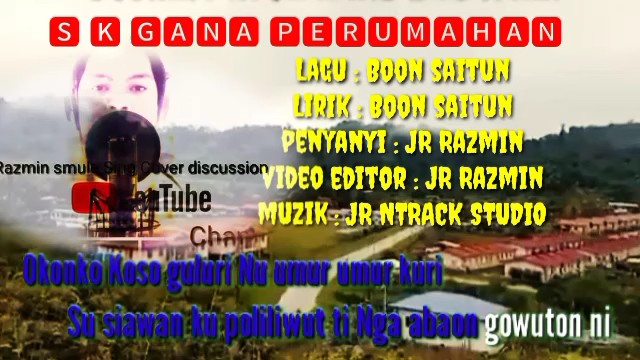 S K GANA PERUMAHAN
LAGU : BOON SAITUN
LIRIK : BOON SAITUN
PENYANYI : JR RAZMIN
Razmin smule Sing Cover discussion
VIDEO EDITOR : JR RAZMIN
YouTube
MUZIK : JR NTRACK STUDIO
Chan
Okonko Koso guluri Nu umur umur kuri
Su siawan ku poliliwut ti Nga abaon gowuton ni